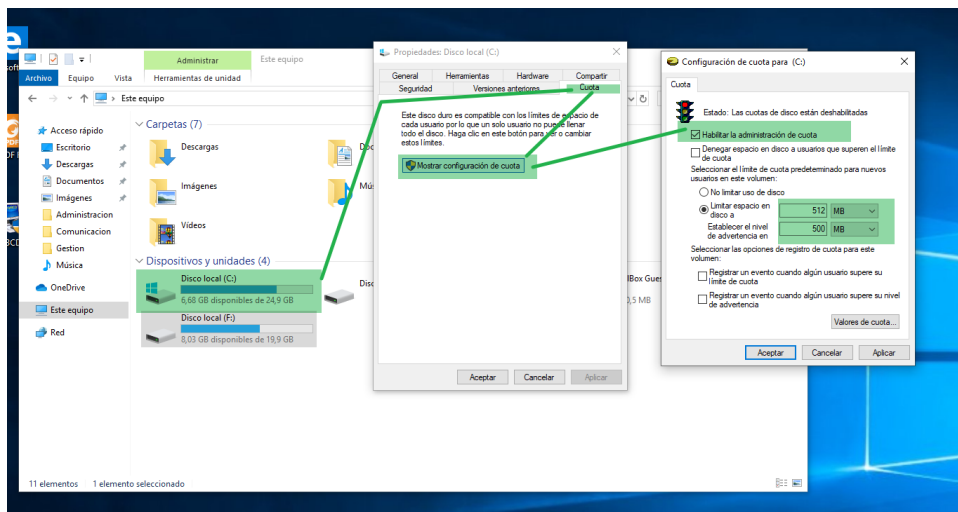 Administrar
Este equipo
Archivo
Equipo
Vista
Herramientas de unidad
Este equipo
Acceso rápido
Escritorio
Descargas
Documentos
Imágenes
Administracion
Comunicacion
Gestion
Música
OneDrive
Este equipo
Red
Carpetas (7)
Descargas
Imágenes
Vídeos
Dispositivos y unidades (4)
Disco local (C:)
6,68 GB disponibles de 24,9 GB
Disco local (F:)
8,03 GB disponibles de 19,9 GB
11 elementos
1 elemento seleccionado
Propiedades: Disco local (C:)
General
Herramientas
Hardware
Compartir
Seguridad
Versiones anteriores
Cuota
Este disco duro es compatible con los límites de espacio de
cada usuario por lo que un solo usuario no puede llenar
todo el disco. Haga clic en este botón para ver o cambiar
estos límites.
Mostrar configuración de cuota
Aceptar
Cancelar
Aplicar
Configuración de cuota para (C:)
Cuota
Estado: Las cuotas de disco están deshabilitadas
Habilitar la administración de cuota
Denegar espacio en disco a usuarios que superen el límite
de cuota
Seleccionar el límite de cuota predeterminado para nuevos
usuarios en este volumen:
No limitar uso de disco
Limitar espacio en
disco a
512 MB
Establecer el nivel
de advertencia en
500 MB
Seleccionar las opciones de registro de cuota para este
volumen:
Registrar un evento cuando algún usuario supere su
límite de cuota
Registrar un evento cuando algún usuario supere su nivel
de advertencia
Valores de cuota...
Aceptar
Cancelar
Aplicar